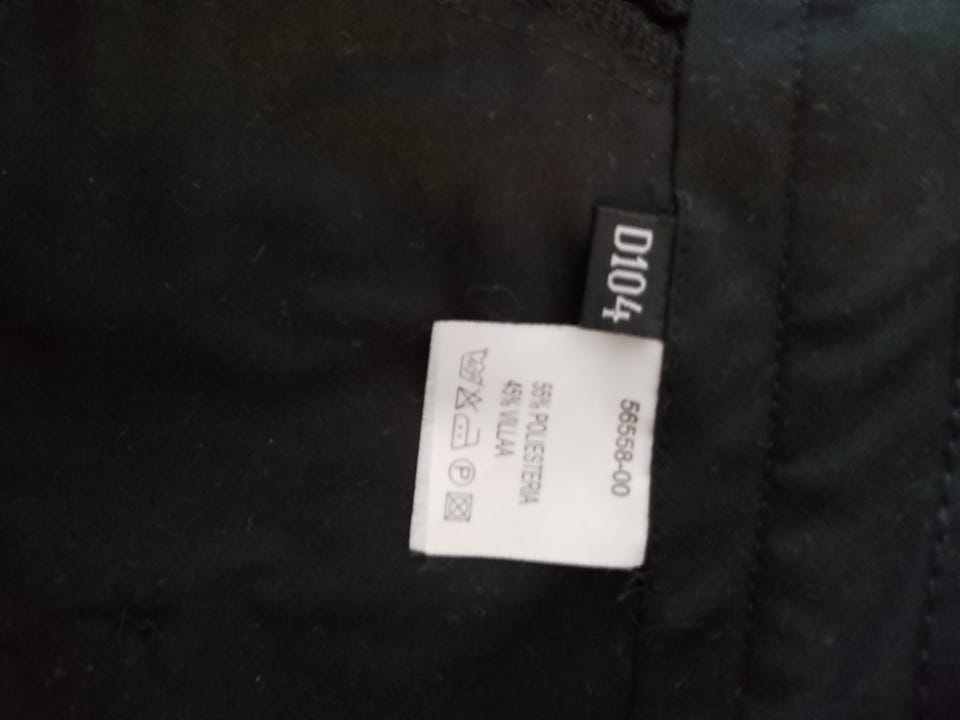 D104
56558-00
55% POLIESTERIA
45% VILLAA
P